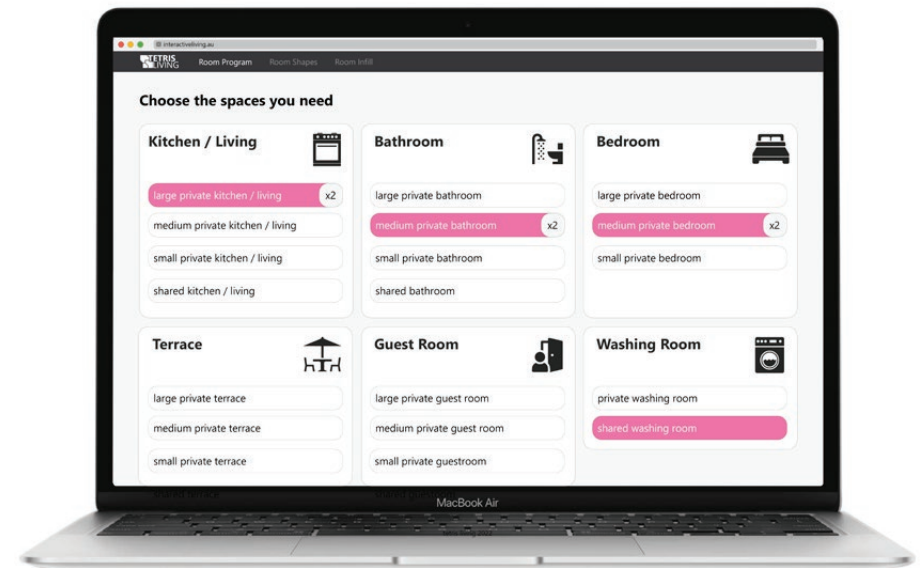 interactiveliving.eu
TETRIS
LIVING
Room Program Room Shapes Room Infill
Choose the spaces you need
Kitchen / Living
large private kitchen / living x2
medium private kitchen / living
small private kitchen / living
shared kitchen / living
Bathroom
large private bathroom
medium private bathroom x2
small private bathroom
shared bathroom
Bedroom
large private bedroom
medium private bedroom x2
small private bedroom
Terrace
large private terrace
medium private terrace
small private terrace
shared terrace
Guest Room
large private guest room
medium private guest room
small private guestroom
Washing Room
private washing room
shared washing room
MacBook Air